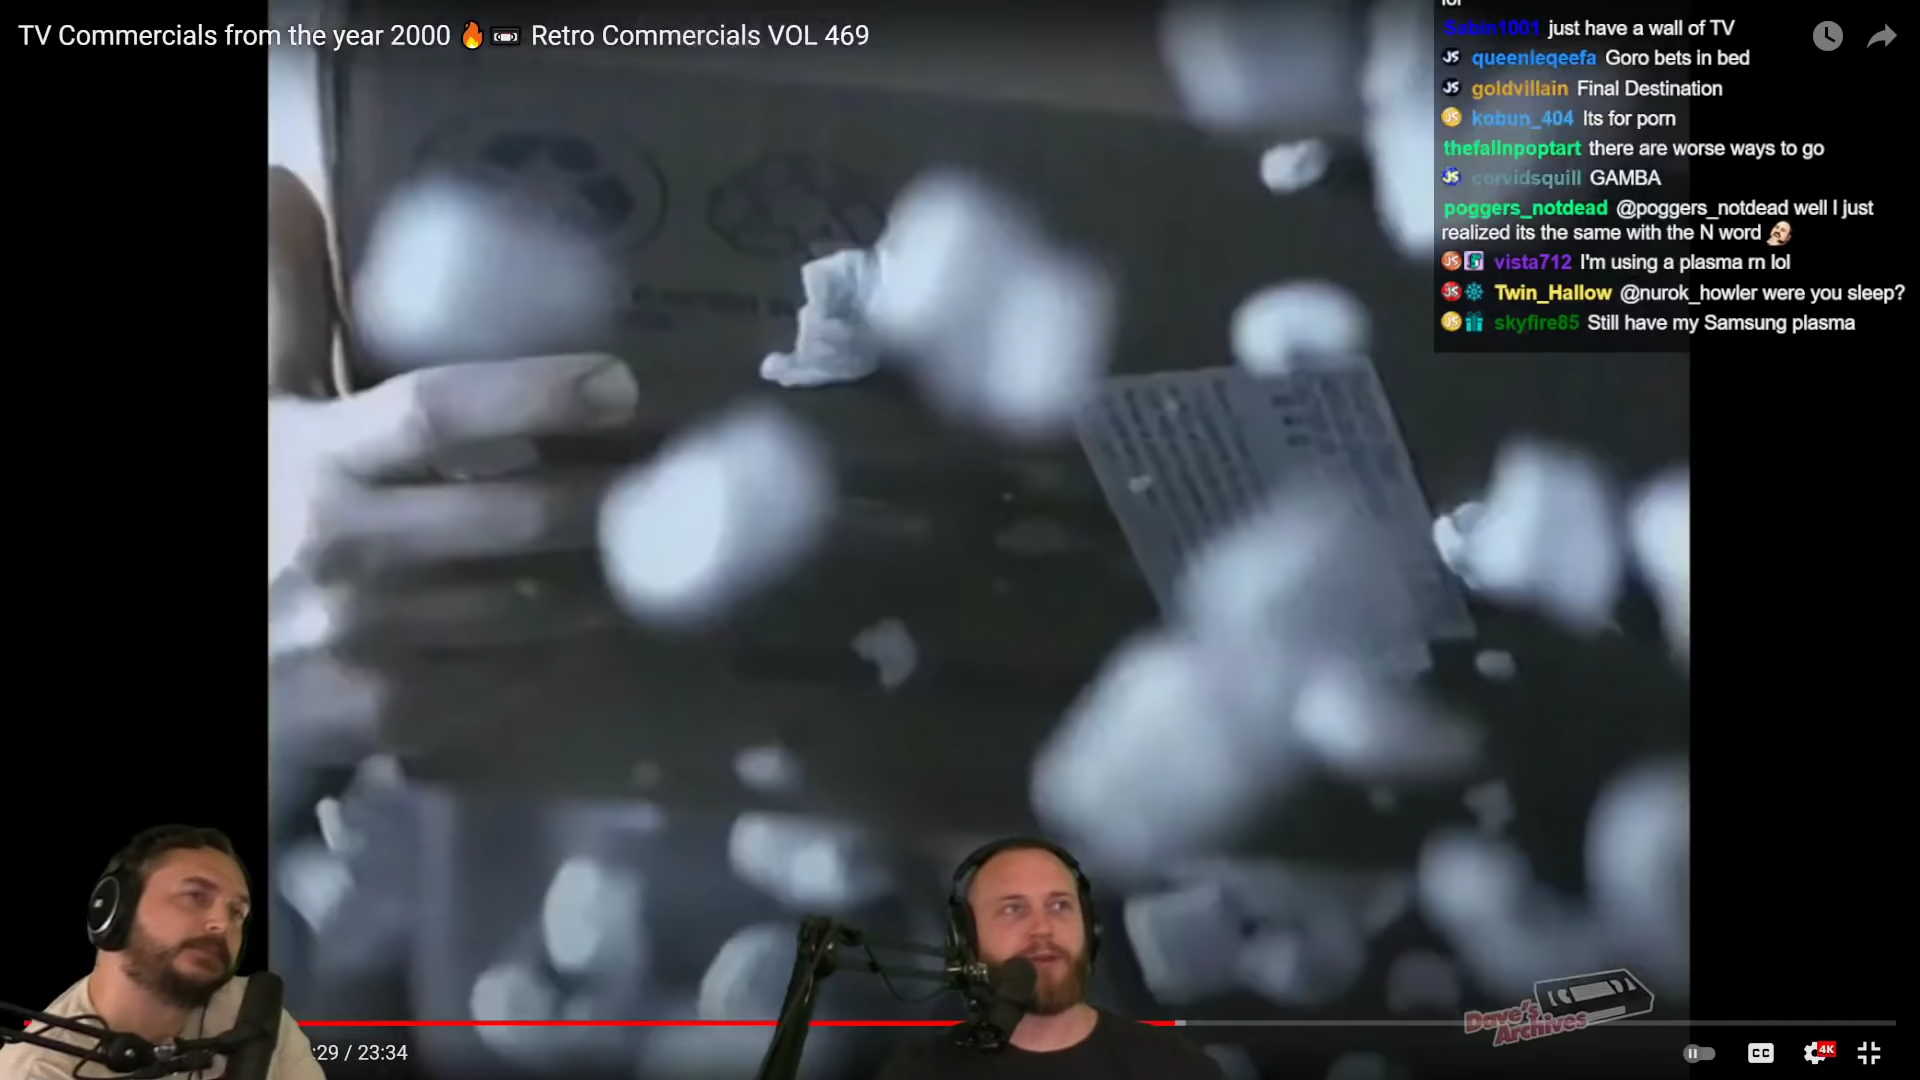 TV Commercials from the year 2000 🔥📼 Retro Commercials VOL 469
Sabin1001 just have a wall of TV
queenleqeefa Goro bets in bed
goldvillain Final Destination
kobun_404 Its for porn
thefallnpoptart there are worse ways to go
corvidsquill GAMBA
poggers_notdead @poggers_notdead well I just
realized its the same with the N word
vista712 I'm using a plasma rn lol
Twin_Hallow @nurok_howler were you sleep?
skyfire85 Still have my Samsung plasma
Dave's
Archives
:29 / 23:34
CC
4K